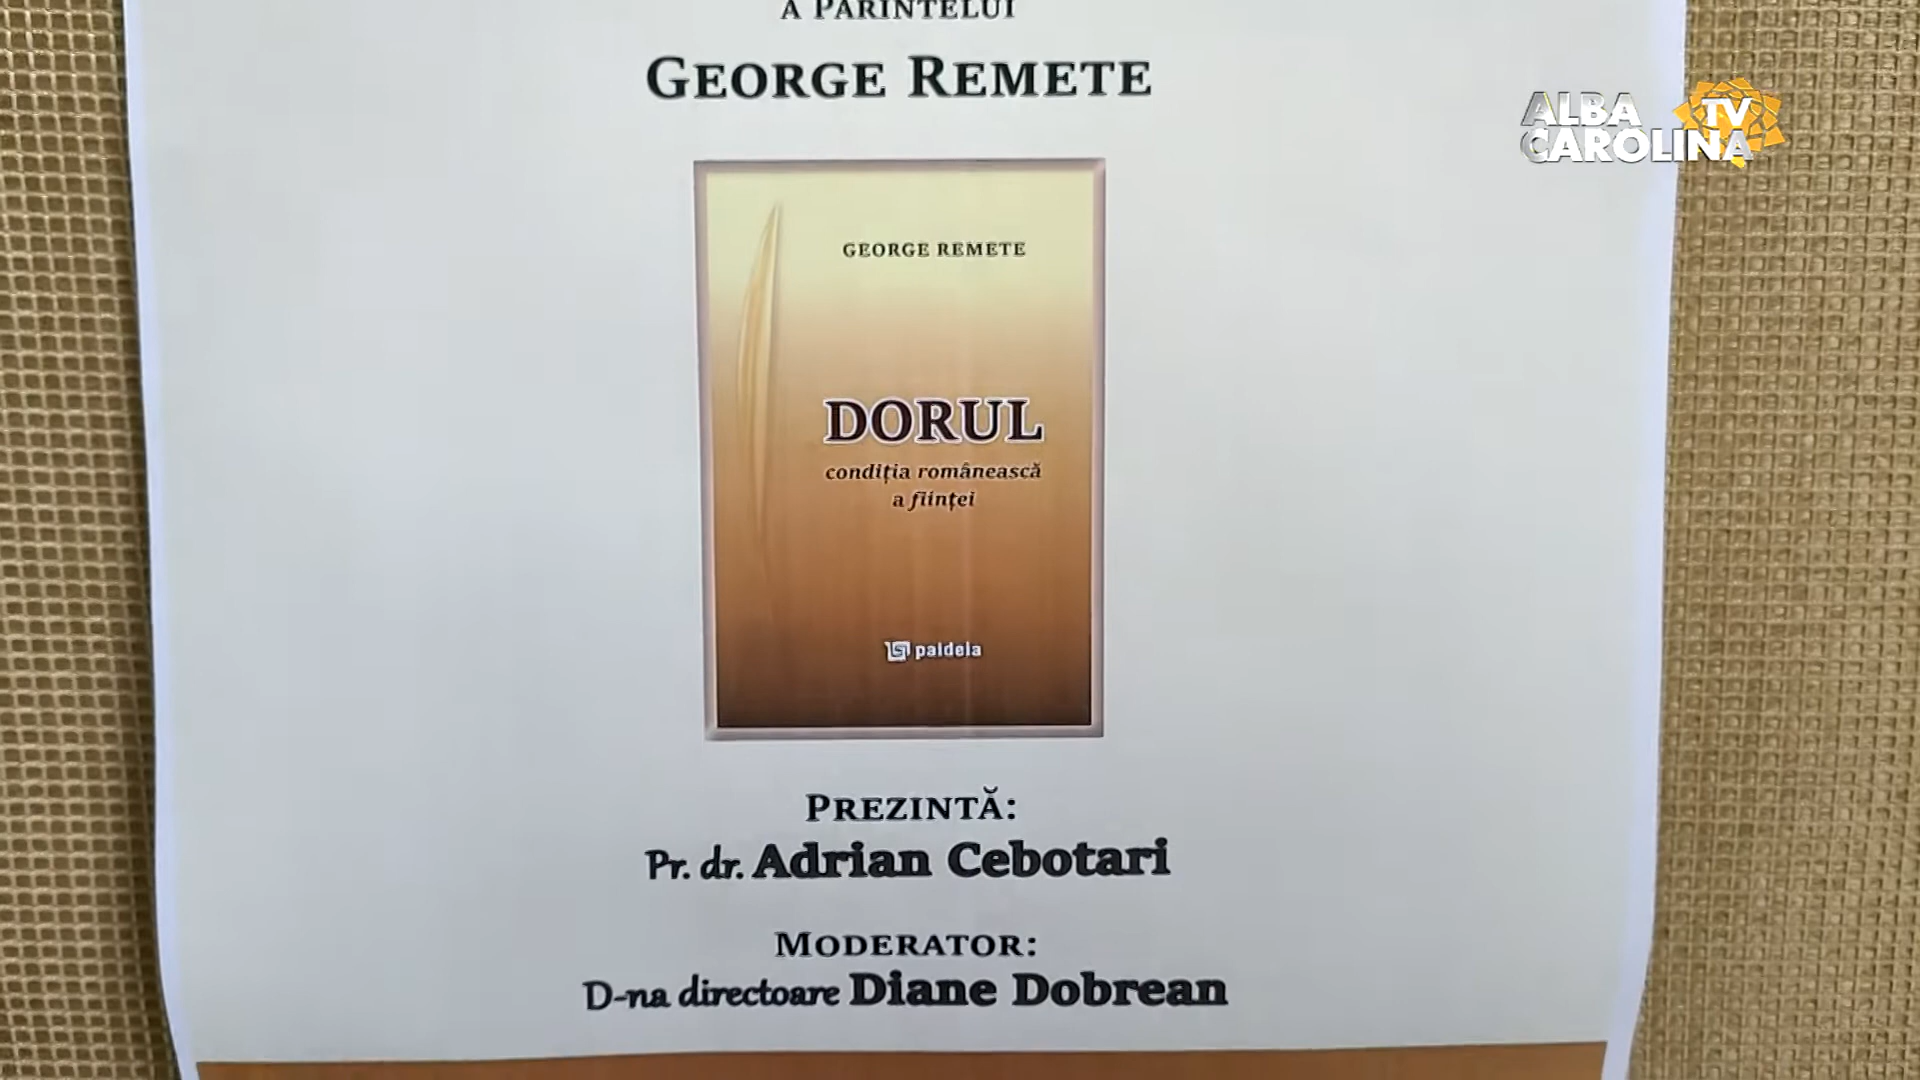 A PĂRINTELUI
GEORGE REMETE
ALBA TV
CAROLINA
GEORGE REMETE
DORUL
condiția românească
a ființei
paideia
PREZINTĂ:
Pr. dr. Adrian Cebotari
MODERATOR:
D-na directoare Diane Dobrean